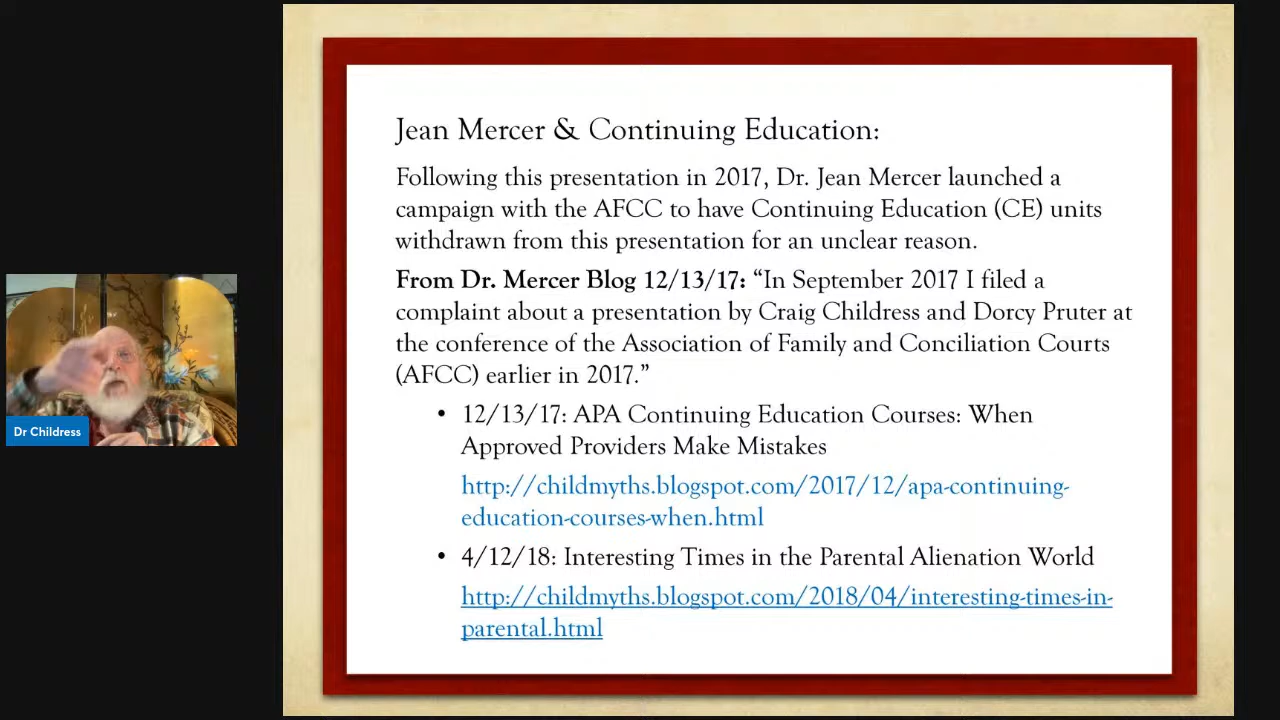 Jean Mercer & Continuing Education:
Following this presentation in 2017, Dr. Jean Mercer launched a
campaign with the AFCC to have Continuing Education (CE) units
withdrawn from this presentation for an unclear reason.
From Dr. Mercer Blog 12/13/17: “In September 2017 I filed a
complaint about a presentation by Craig Childress and Dorcy Pruter at
the conference of the Association of Family and Conciliation Courts
(AFCC) earlier in 2017.”
• 12/13/17: APA Continuing Education Courses: When
Approved Providers Make Mistakes
http://childmyths.blogspot.com/2017/12/apa-continuing-
education-courses-when.html
• 4/12/18: Interesting Times in the Parental Alienation World
http://childmyths.blogspot.com/2018/04/interesting-times-in-
parental.html
Dr Childress